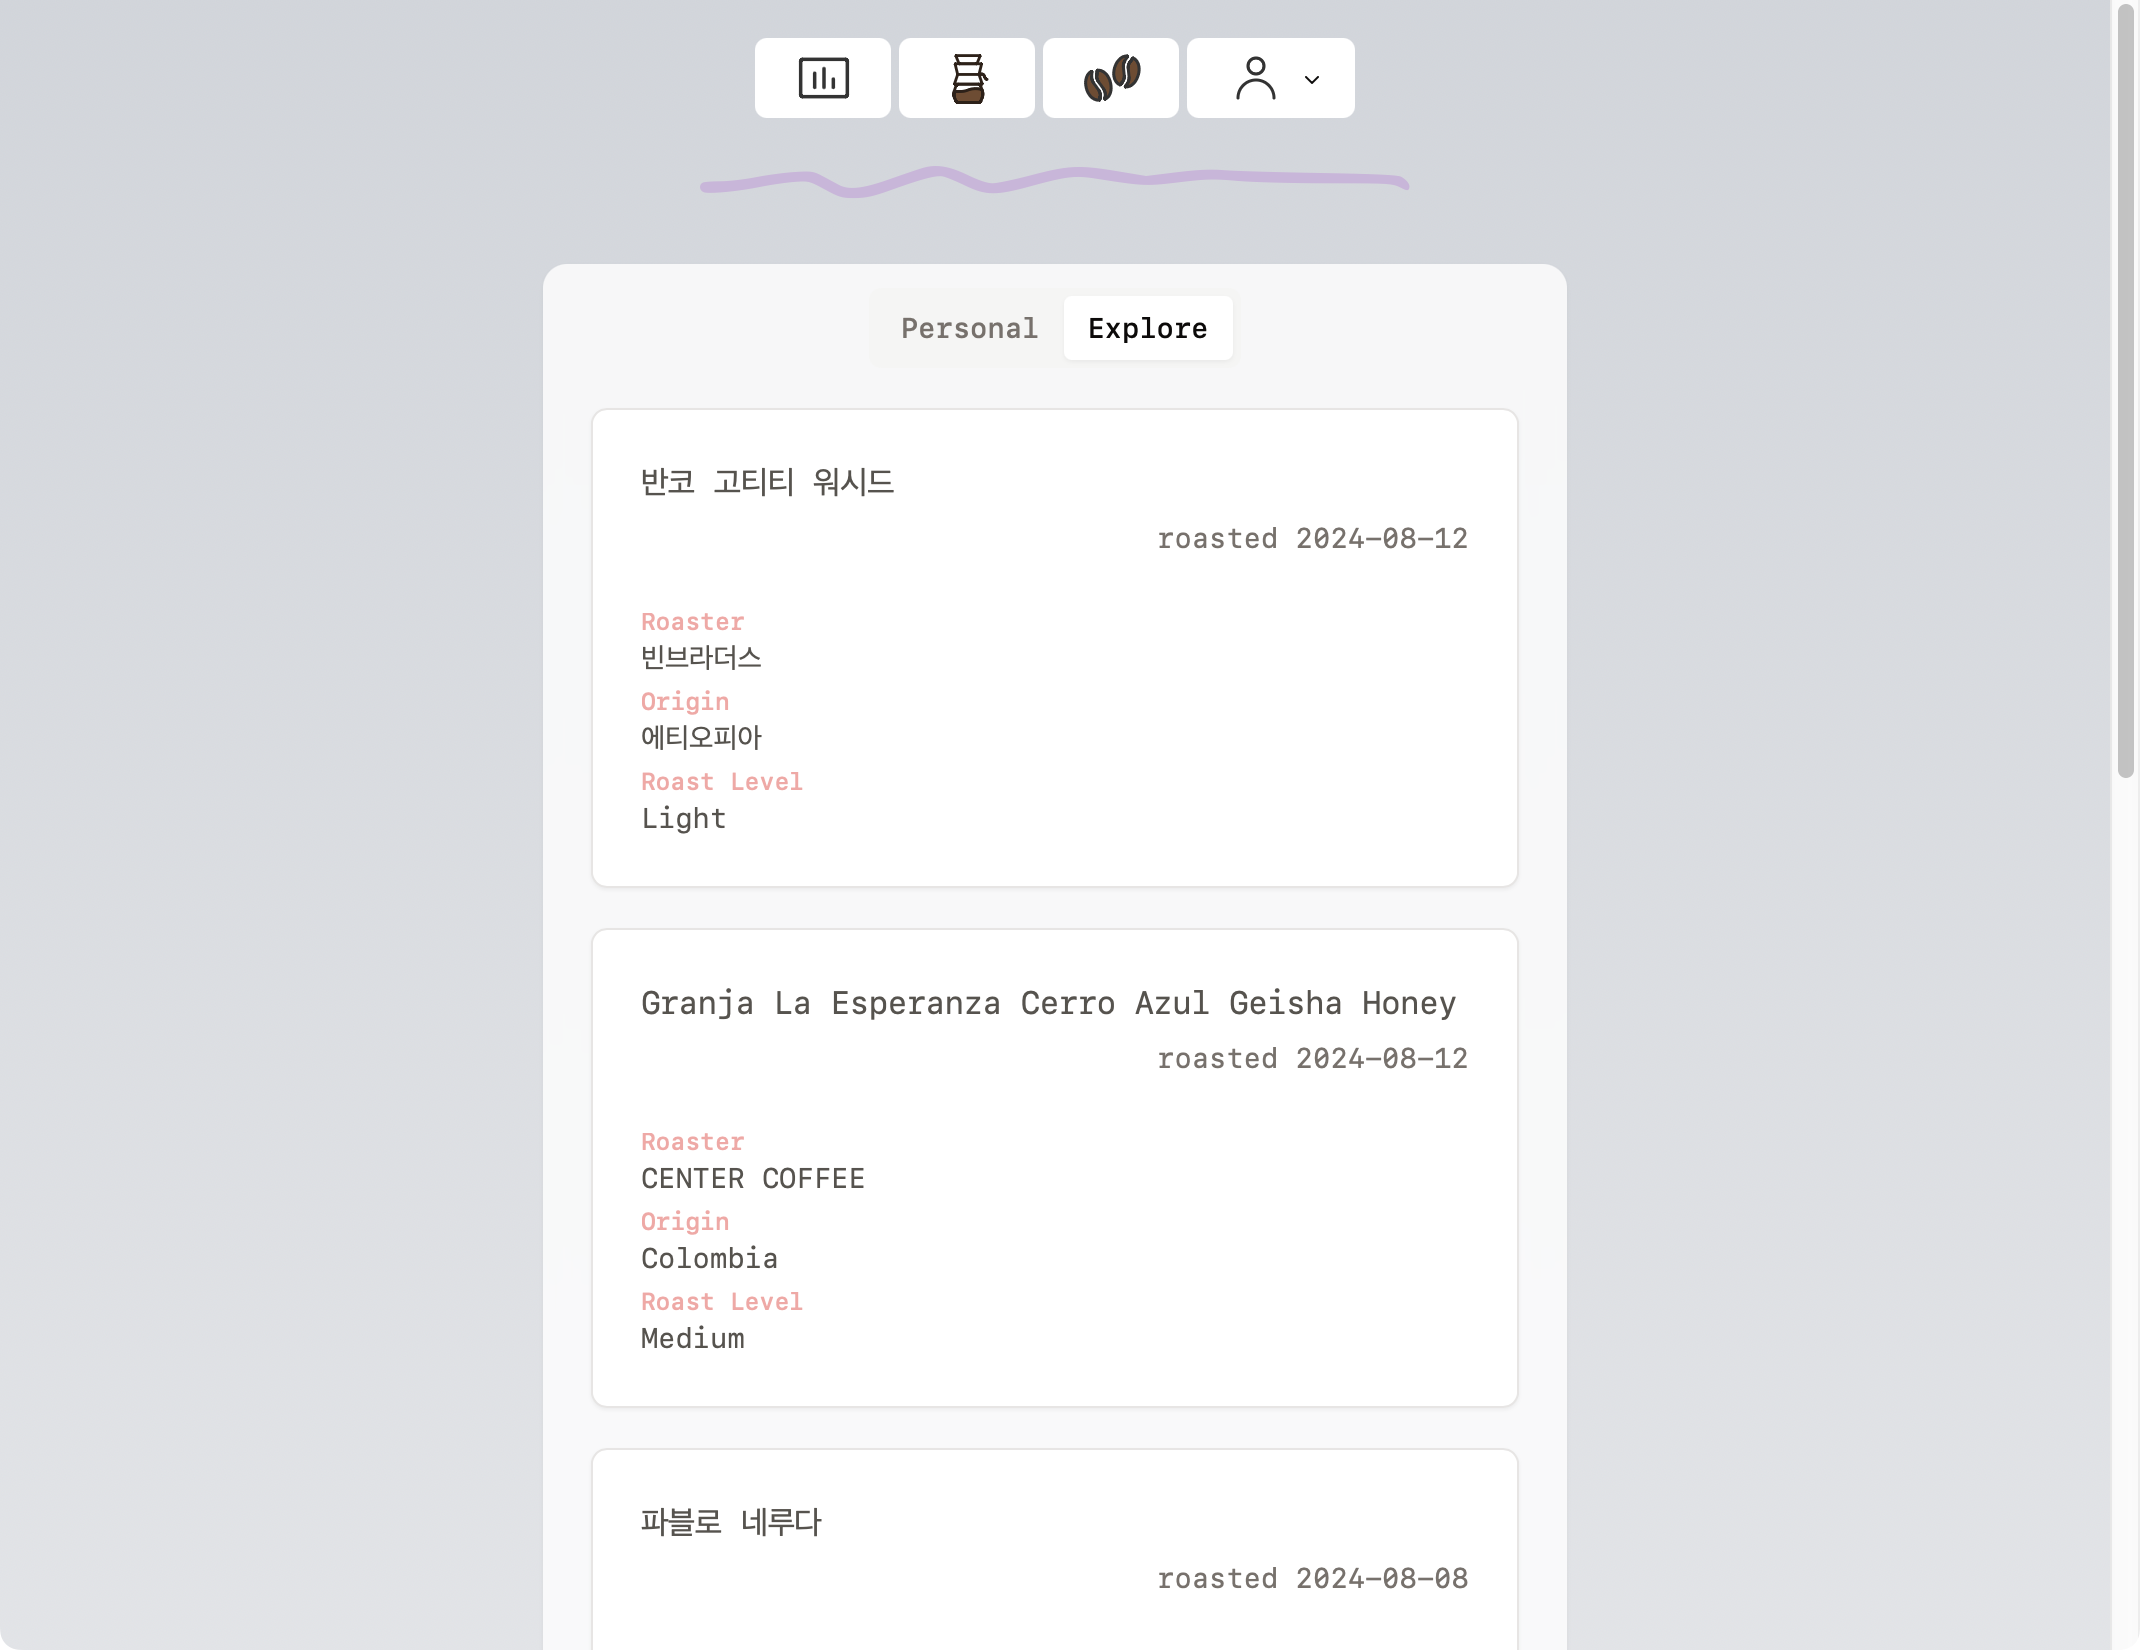 Personal
Explore
반코 고티티 워시드
roasted 2024-08-12
Roaster
빈브라더스
Origin
에티오피아
Roast Level
Light
Granja La Esperanza Cerro Azul Geisha Honey
roasted 2024-08-12
Roaster
CENTER COFFEE
Origin
Colombia
Roast Level
Medium
파블로 네루다
roasted 2024-08-08